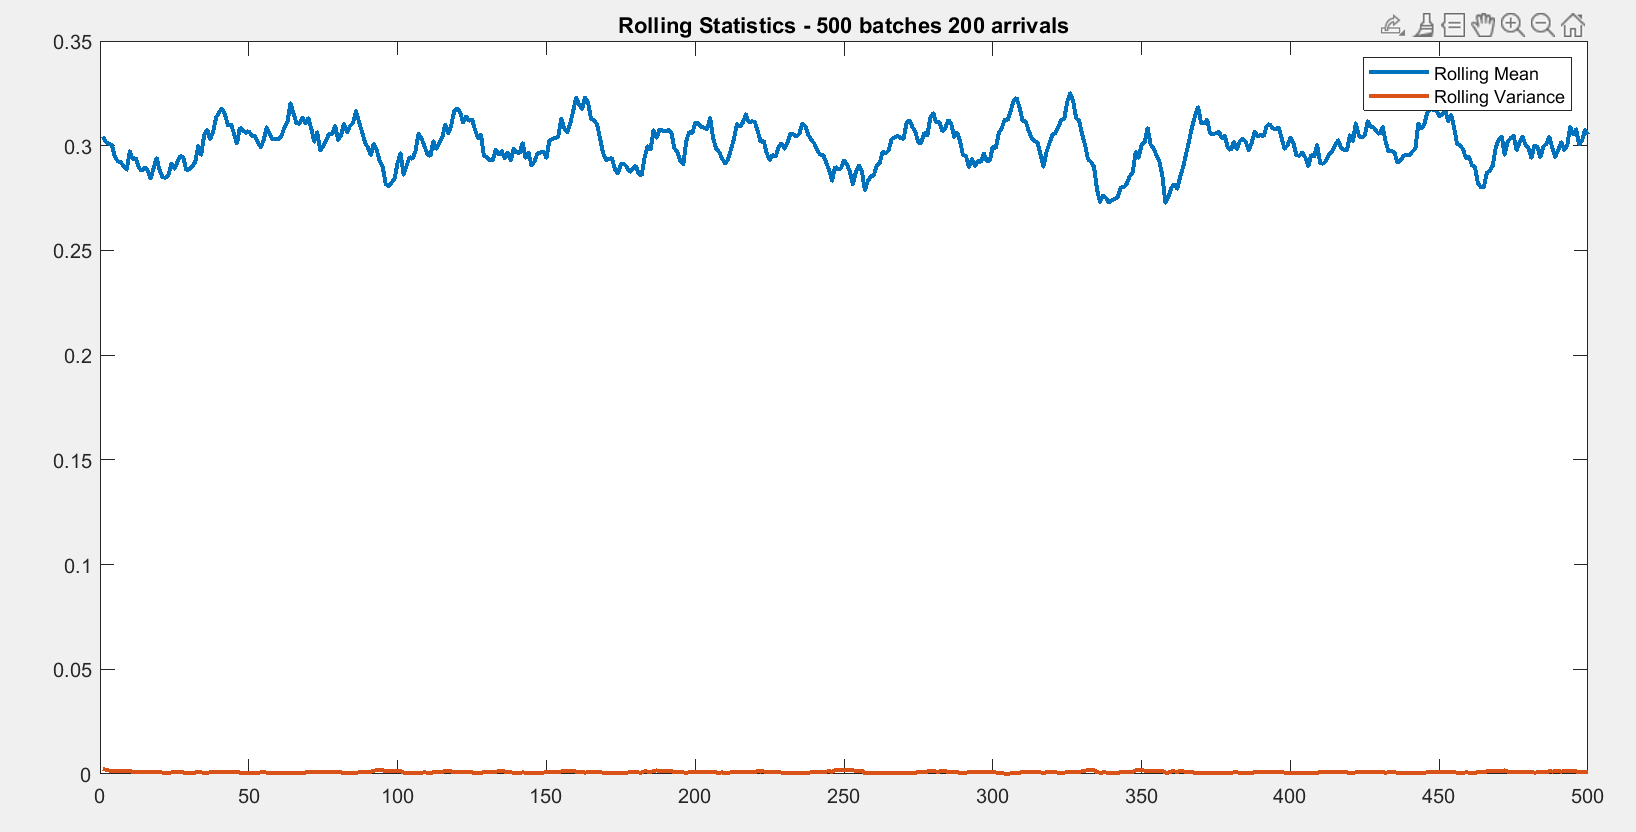 Rolling Statistics - 500 batches 200 arrivals
Rolling Mean
Rolling Variance
0.35
0.3
0.25
0.2
0.15
0.1
0.05
0
0 50 100 150 200 250 300 350 400 450 500